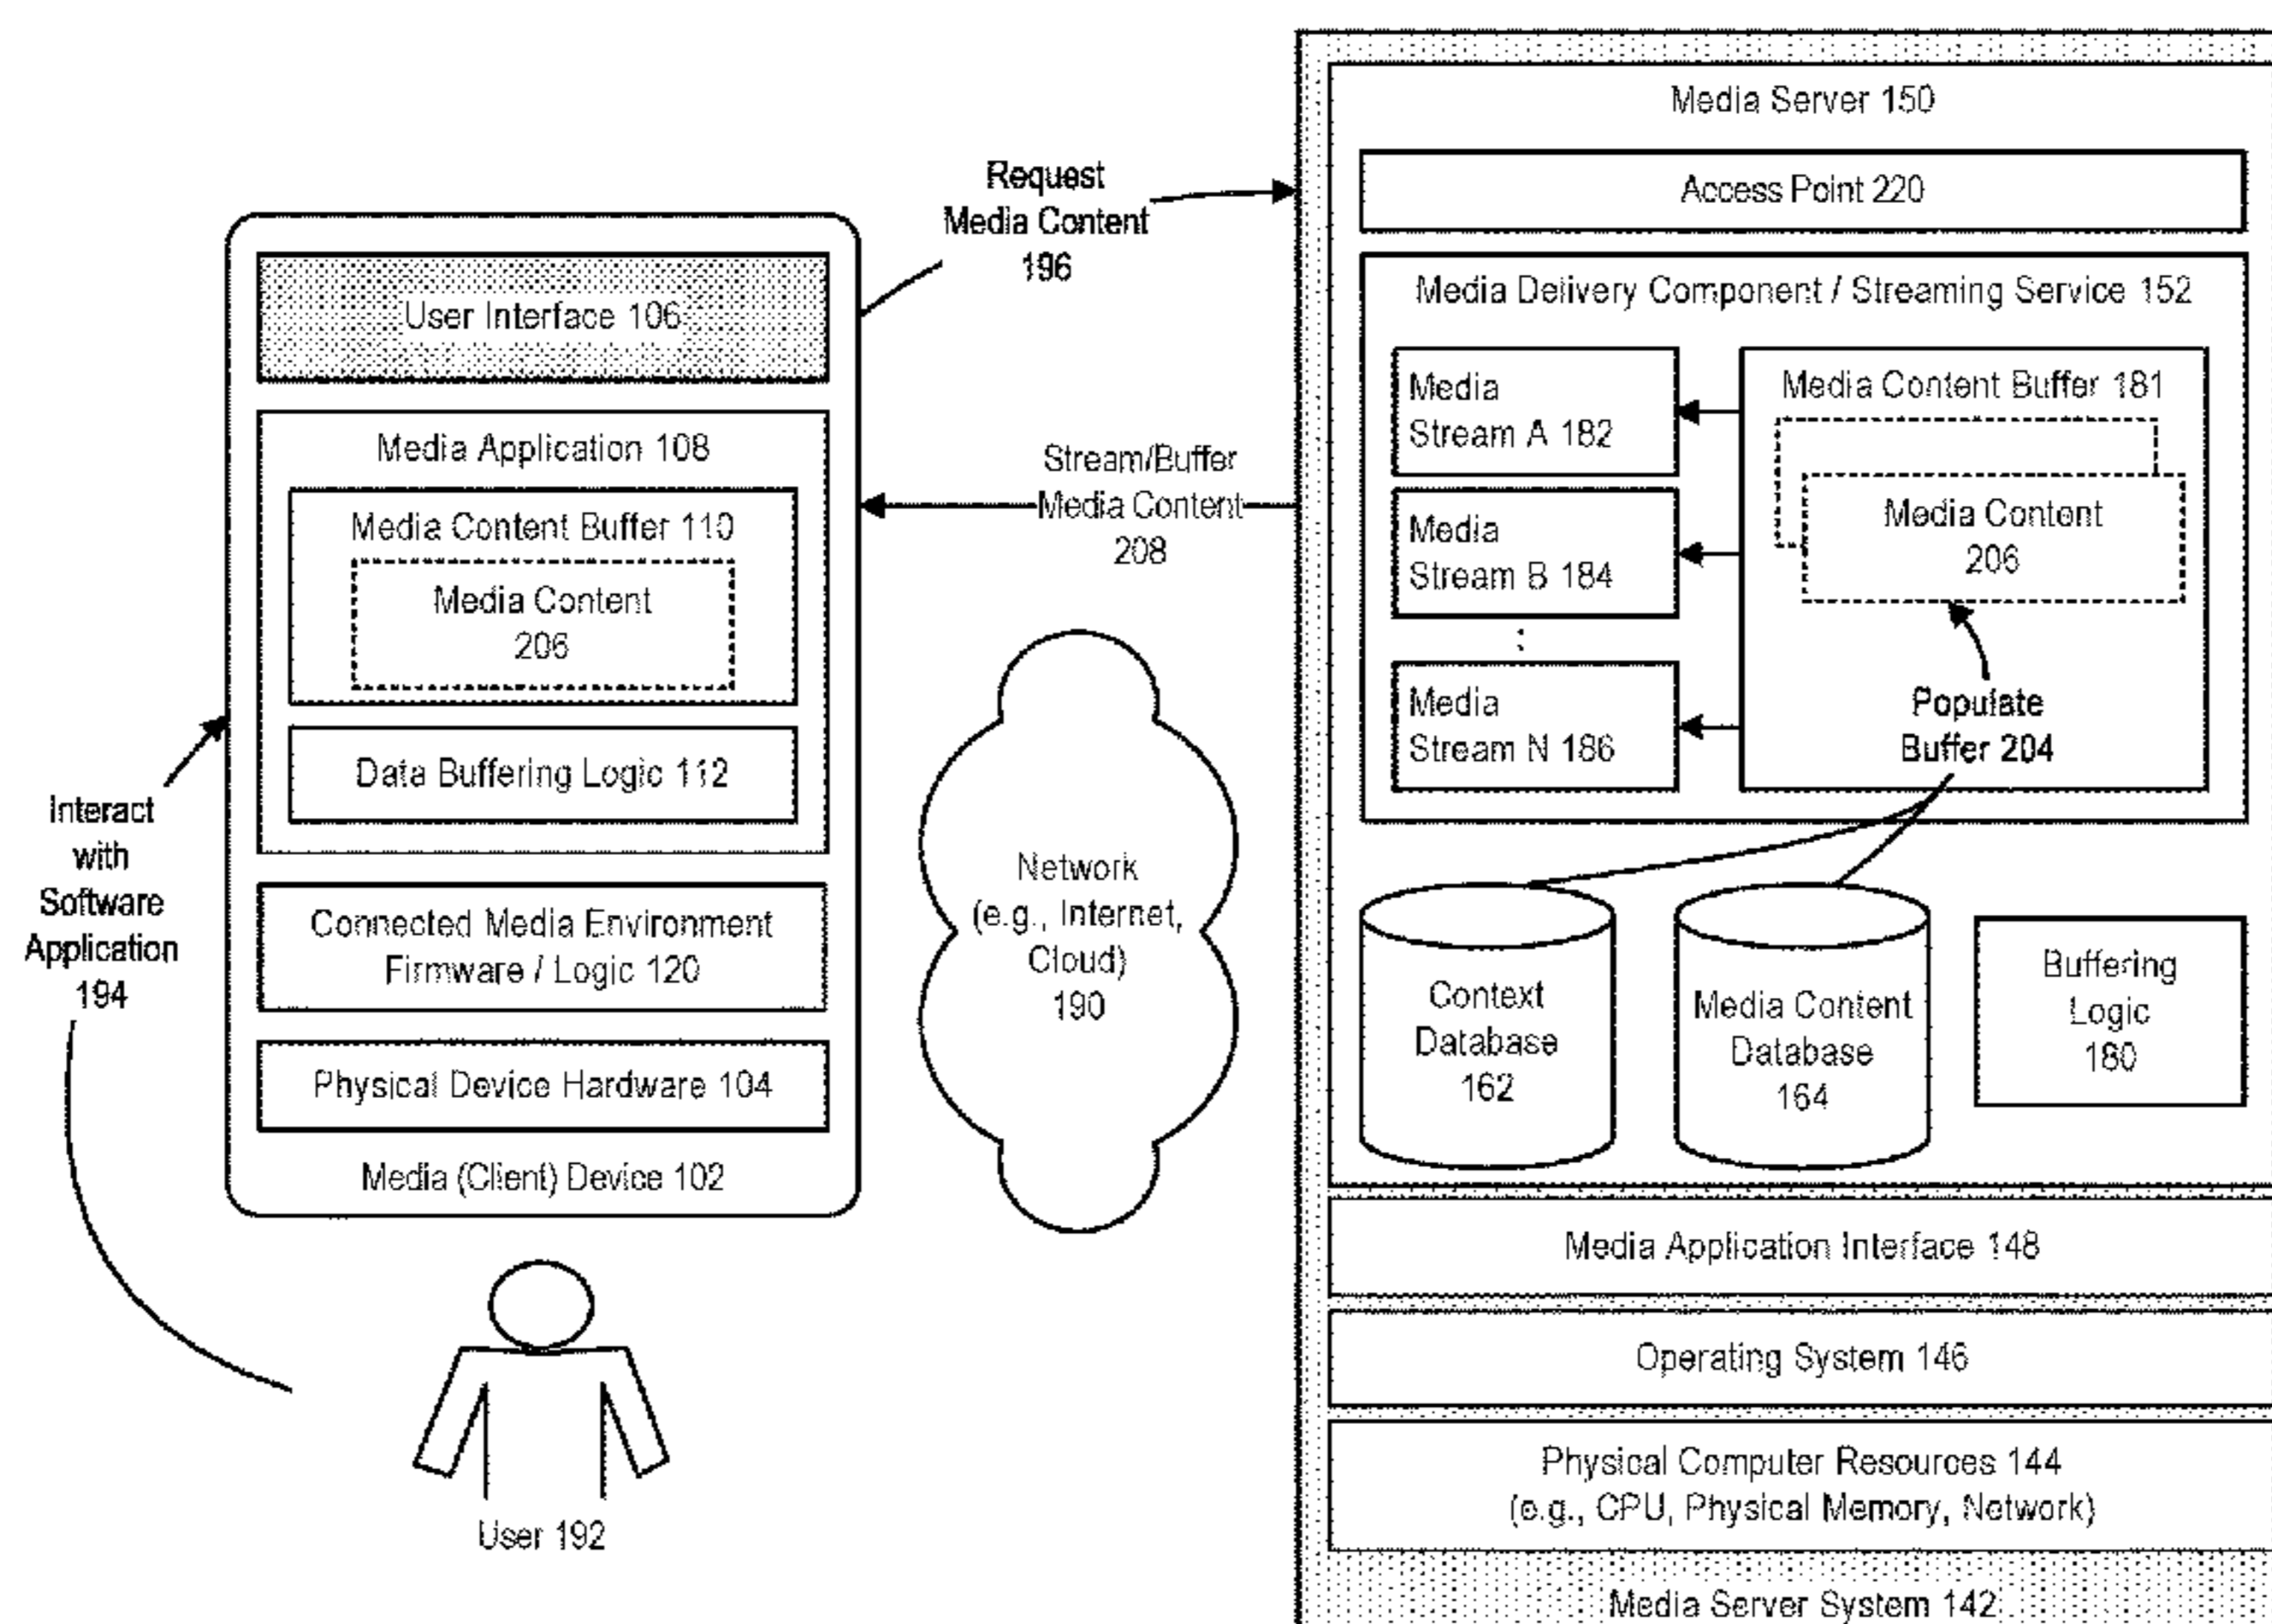 User Interface 106
Media Application 108
Media Content Buffer 110
Media Content
206
Data Buffering Logic 112
Connected Media Environment
Firmware / Logic 120
Physical Device Hardware 104
Media (Client) Device 102
Interact
with
Software
Application
194
User 192
Request
Media Content
196
Stream/Buffer
Media Content
208
Network
(e.g., Internet,
Cloud)
190
Media Server 150
Access Point 220
Media Delivery Component / Streaming Service 152
Media
Stream A 182
Media
Stream B 184
:
Media
Stream N 186
Media Content Buffer 181
Media Content
206
Populate
Buffer 204
Context
Database
162
Media Content
Database
164
Buffering
Logic
180
Media Application Interface 148
Operating System 146
Physical Computer Resources 144
(e.g., CPU, Physical Memory, Network)
Media Server System 142